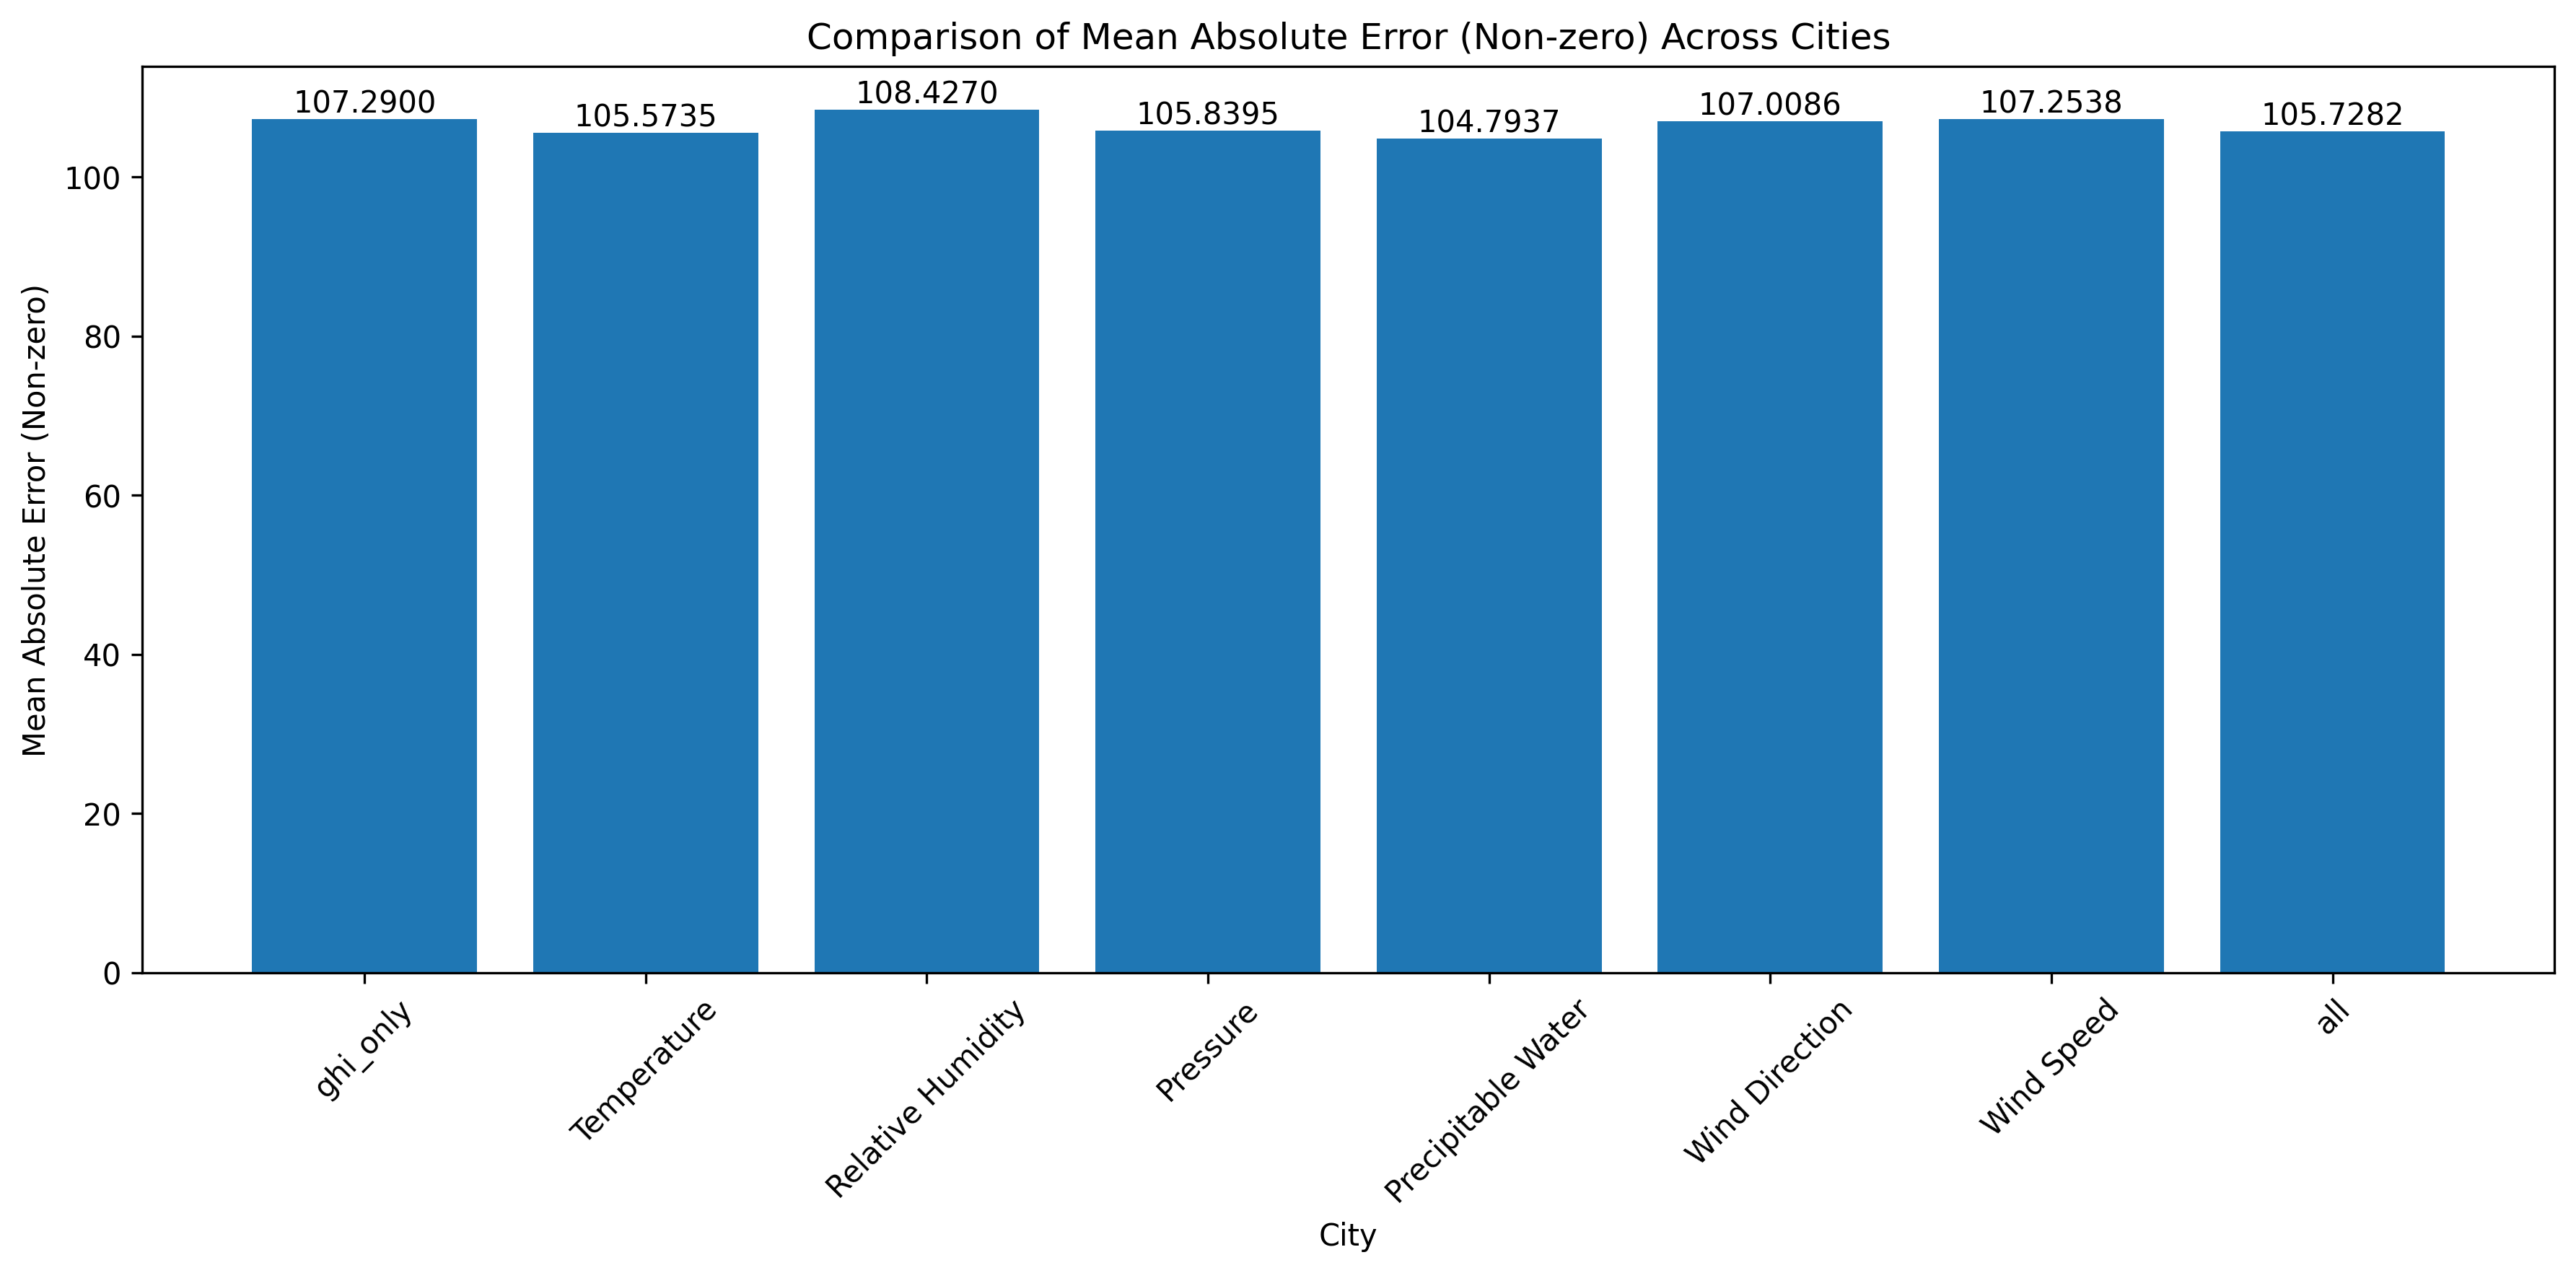 Comparison of Mean Absolute Error (Non-zero) Across Cities
Mean Absolute Error (Non-zero)
100
80
60
40
20
0
107.2900
105.5735
108.4270
105.8395
104.7937
107.0086
107.2538
105.7282
ghi_only
Temperature
Relative Humidity
Pressure
Precipitable Water
Wind Direction
Wind Speed
all
City